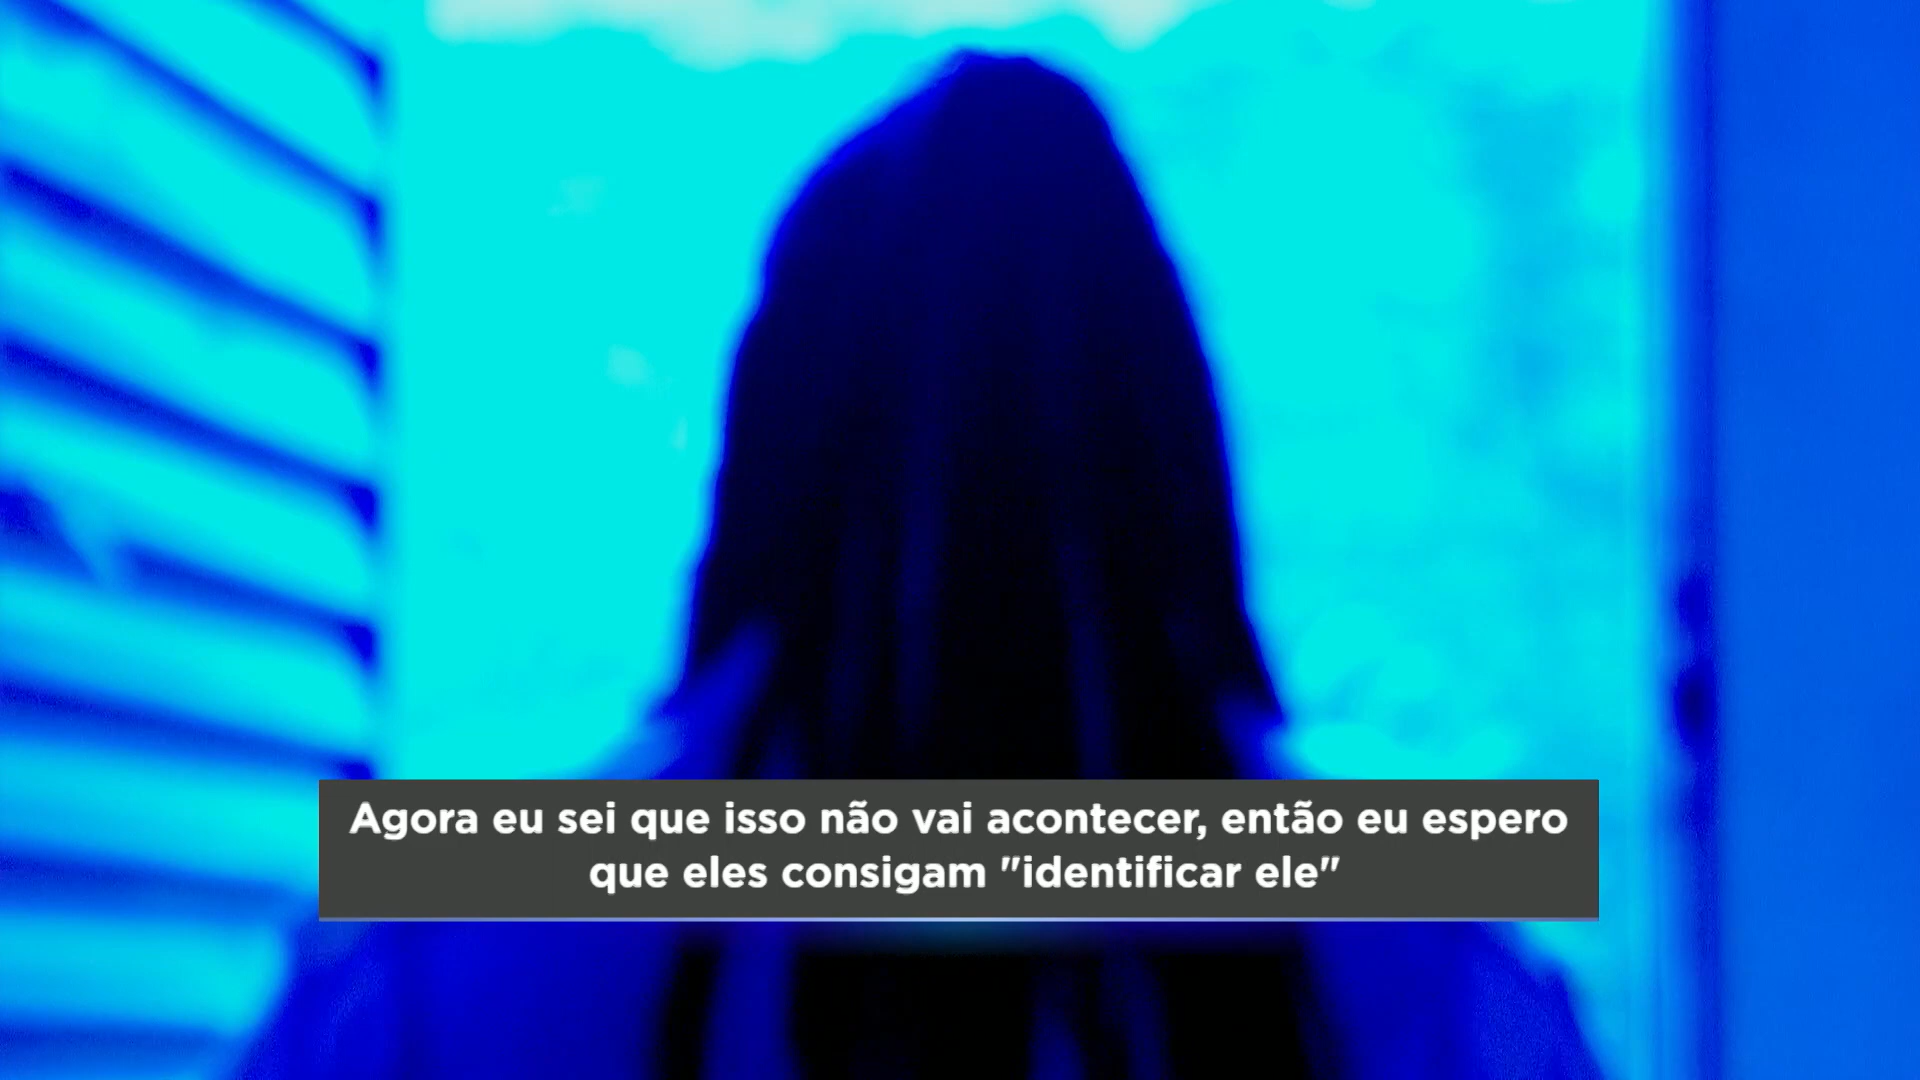 Agora eu sei que isso não vai acontecer, então eu espero
que eles consigam "identificar ele"